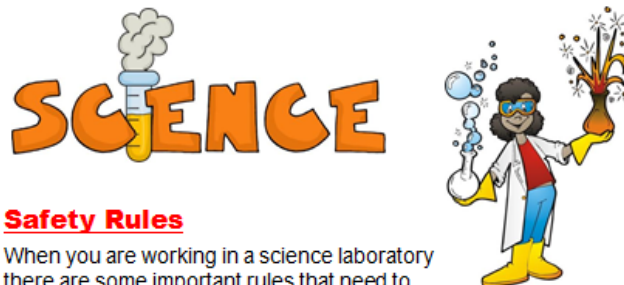 SCIENCE
Safety Rules
When you are working in a science laboratory
there are some important rules that need to